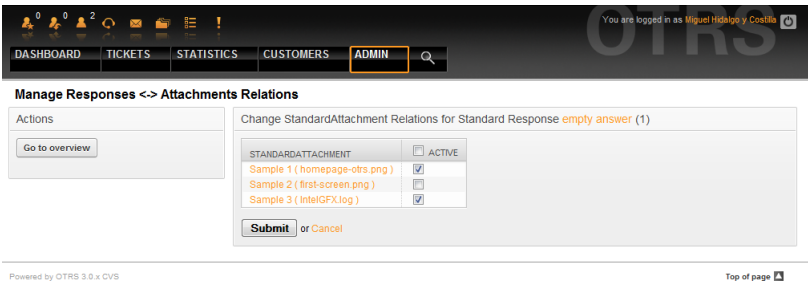 0 0 2
You are logged in as Miguel Hidalgo y Costilla
OTRS
DASHBOARD TICKETS STATISTICS CUSTOMERS ADMIN
Manage Responses <-> Attachments Relations
Actions
Go to overview
Change StandardAttachment Relations for Standard Response empty answer (1)
STANDARDATTACHMENT ACTIVE
Sample 1 ( homepage-otrs.png )
Sample 2 ( first-screen.png )
Sample 3 ( IntelGFX.log )
Submit or Cancel
Powered by OTRS 3.0.x CVS
Top of page